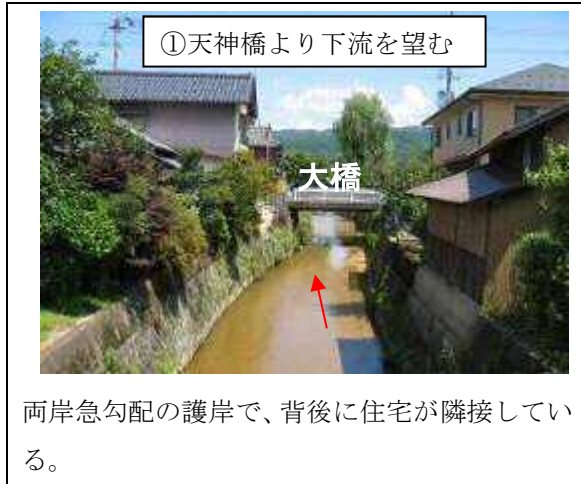 ①天神橋より下流を望む
大橋
両岸急勾配の護岸で、背後に住宅が隣接してい
る。